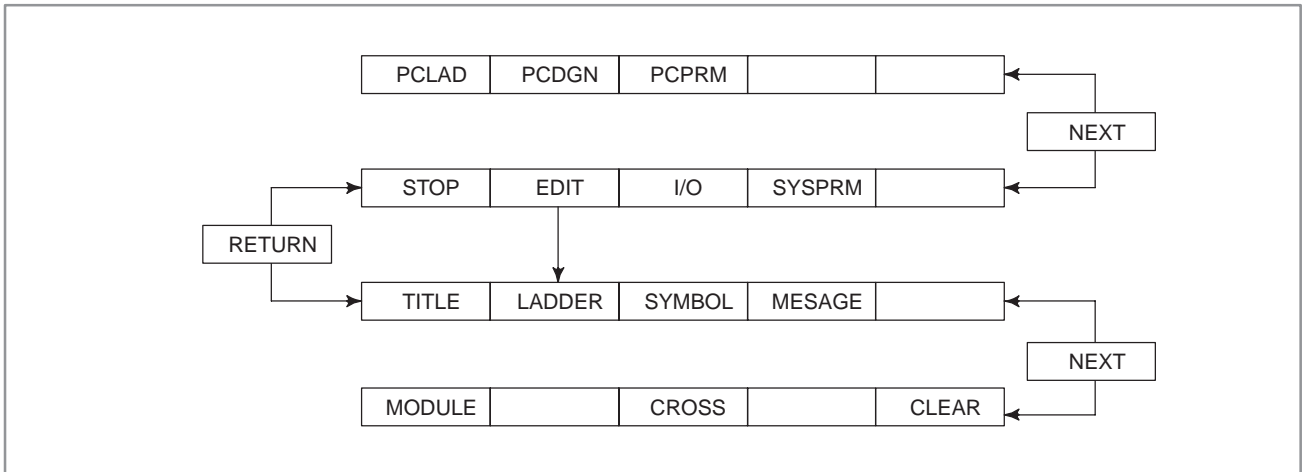 PCLAD PCDGN PCPRM
NEXT
STOP EDIT I/O SYSPRM
RETURN
TITLE LADDER SYMBOL MESAGE
NEXT
MODULE CROSS CLEAR